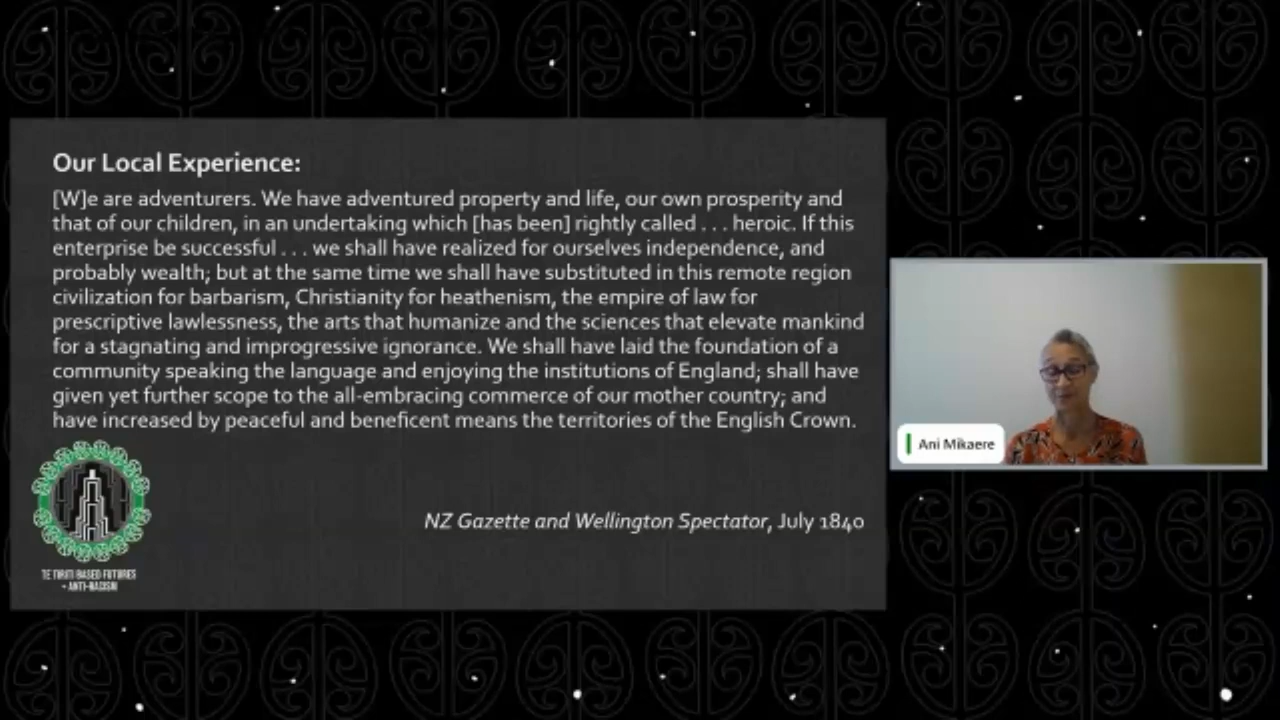 Our Local Experience:
[W]e are adventurers. We have adventured property and life, our own prosperity and
that of our children, in an undertaking which [has been] rightly called . . . heroic. If this
enterprise be successful . . . we shall have realized for ourselves independence, and
probably wealth; but at the same time we shall have substituted in this remote region
civilization for barbarism, Christianity for heathenism, the empire of law for
prescriptive lawlessness, the arts that humanize and the sciences that elevate mankind
for a stagnating and improgressive ignorance. We shall have laid the foundation of a
community speaking the language and enjoying the institutions of England; shall have
given yet further scope to the all-embracing commerce of our mother country; and
have increased by peaceful and beneficent means the territories of the English Crown.
NZ Gazette and Wellington Spectator, July 1840
TE TIRITI BASED FUTURES
+ ANTI-RACISM
Ani Mikaere